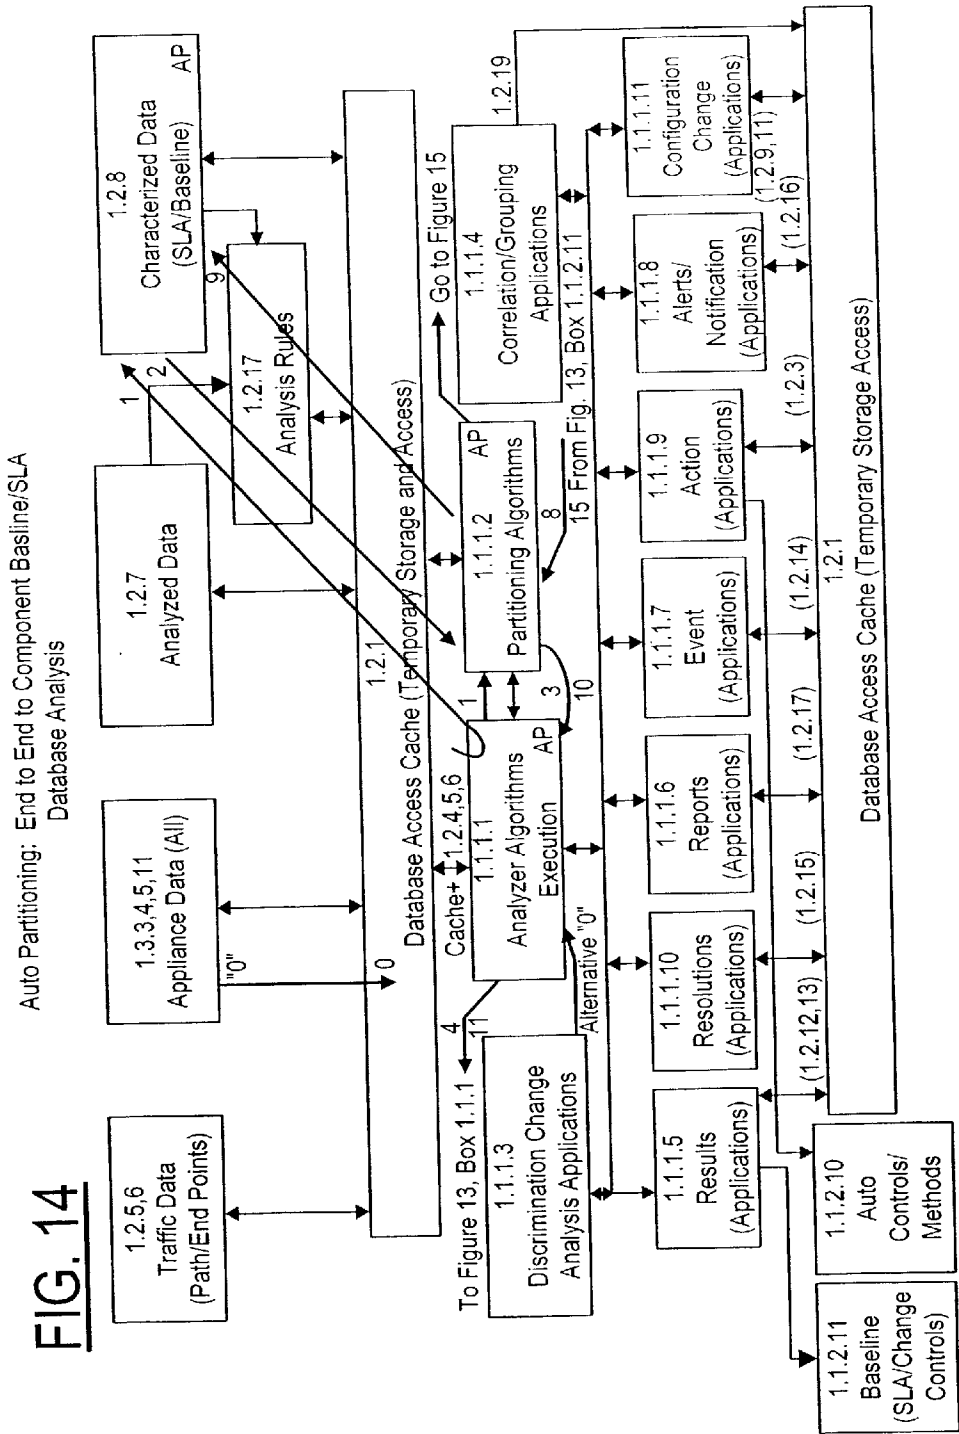 FIG. 14
Auto Partitioning: End to End to Component Basline/SLA
Database Analysis
1.2.5,6
Traffic Data
(Path/End Points)
1.3.3,4,5,11
Appliance Data (All)
"0"
0
1.2.7
Analyzed Data
1
2
1.2.8
Characterized Data
(SLA/Baseline)
AP
9
1.2.17
Analysis Rules
1.2.1
Database Access Cache (Temporary Storage and Access)
To Figure 13, Box 1.1.1
4
11
Cache+
1.2.4,5,6
1.1.1.1
Analyzer Algorithms
Execution
AP
1
3
10
1.1.1.2
Partitioning Algorithms
AP
8
15 From Fig. 13, Box 1.1.2.11
Go to Figure 15
1.1.1.4
Correlation/Grouping
Applications
1.2.19
1.1.1.3
Discrimination Change
Analysis Applications
Alternative "0"
1.1.1.5
Results
(Applications)
1.1.1.10
Resolutions
(Applications)
1.1.1.6
Reports
(Applications)
1.1.1.7
Event
(Applications)
1.1.1.9
Action
(Applications)
1.1.1.8
Alerts/
Notification
(Applications)
1.1.1.11
Configuration
Change
(Applications)
(1.2.12,13)
(1.2.15)
(1.2.17)
(1.2.14)
(1.2.3)
(1.2.16)
(1.2.9,11)
1.2.1
Database Access Cache (Temporary Storage Access)
1.1.2.11
Baseline
(SLA/Change
Controls)
1.1.2.10
Auto
Controls/
Methods